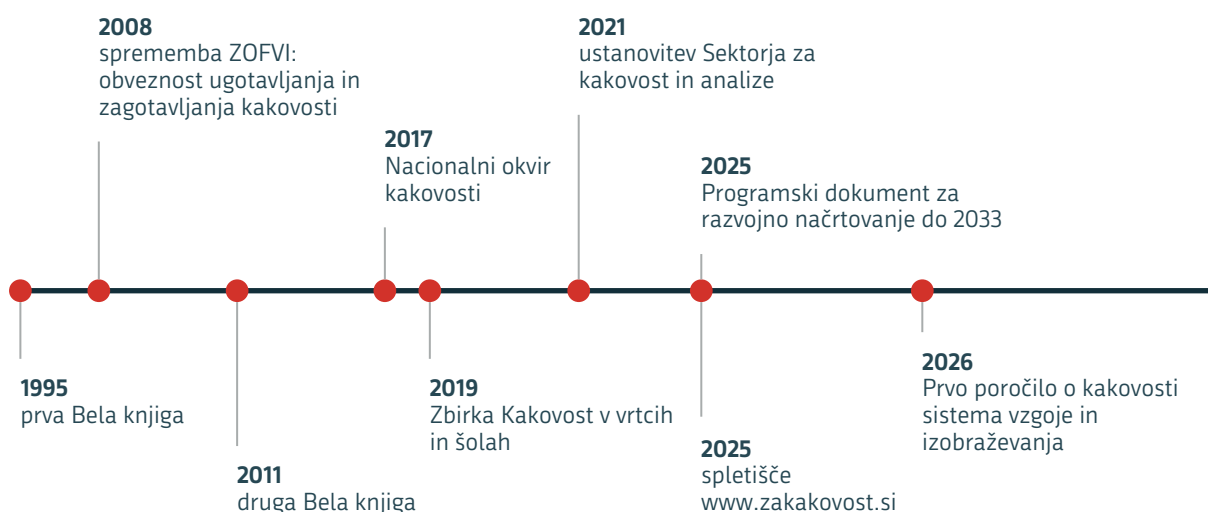 2008
sprememba ZOFVI:
obveznost ugotavljanja in
zagotavljanja kakovosti
2021
ustanovitev Sektorja za
kakovost in analize
2017
Nacionalni okvir
kakovosti
2025
Programski dokument za
razvojno načrtovanje do 2033
1995
prva Bela knjiga
2011
druga Bela knjiga
2019
Zbirka Kakovost v vrtcih
in šolah
2025
spletišče
www.zakakovost.si
2026
Prvo poročilo o kakovosti
sistema vzgoje in
izobraževanja